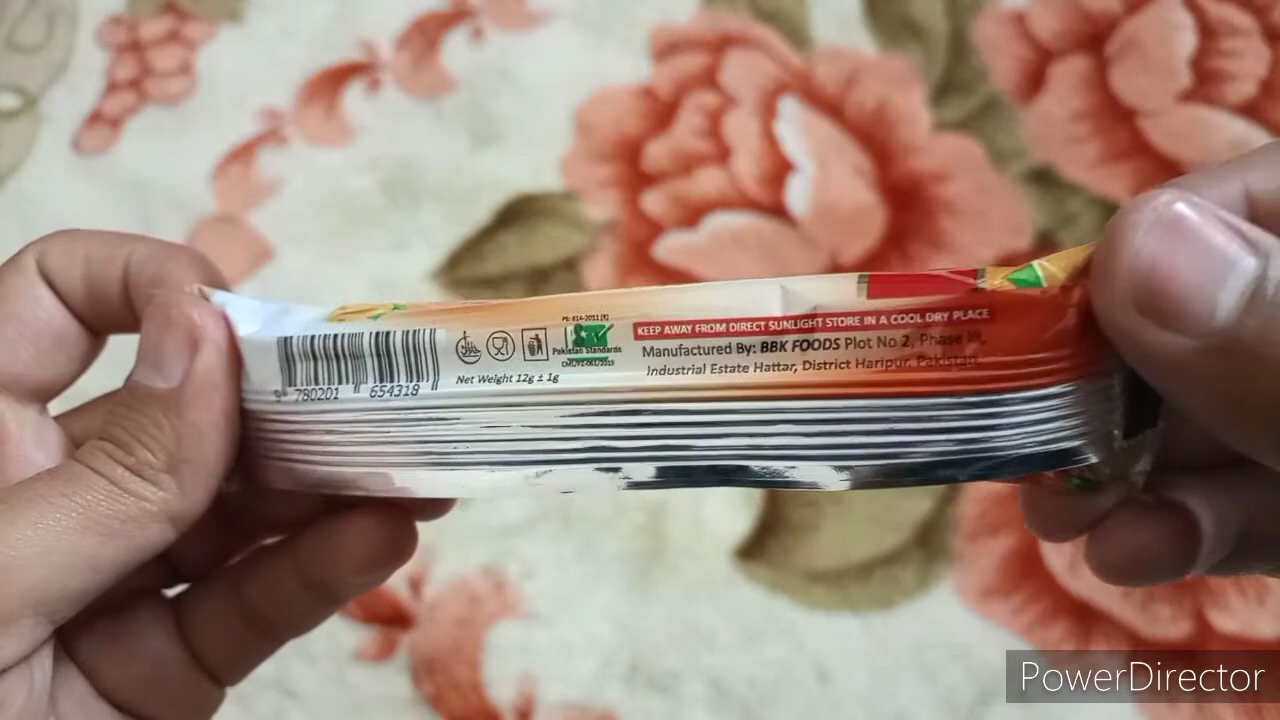 PS: 614-2011 (R)
Pakistan Standards
KEEP AWAY FROM DIRECT SUNLIGHT STORE IN A COOL DRY PLACE
Manufactured By: BBK FOODS Plot No 2, Phase III,
Industrial Estate Hattar, District Haripur, Pakistan.
Net Weight 12g ± 1g
9 780201 654318
PowerDirector